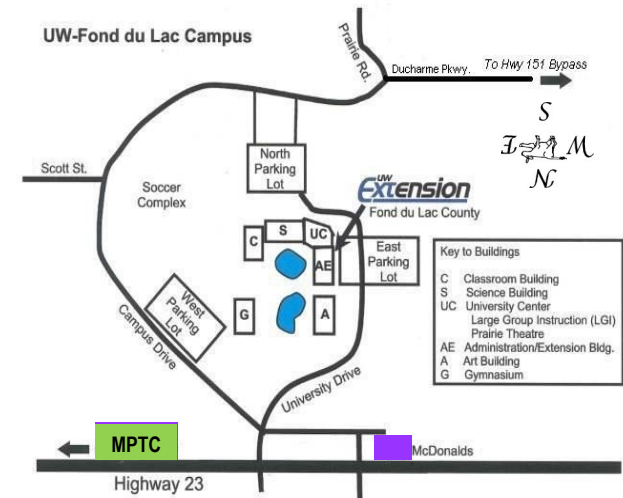 UW-Fond du Lac Campus
Prairie Rd.
Ducharme Pkwy.
To Hwy 151 Bypass
S
E
W
N
Scott St.
Soccer
Complex
North
Parking
Lot
UW
Extension
Fond du Lac County
S
UC
C
AE
East
Parking
Lot
West
Parking
Lot
G
A
Campus Drive
University Drive
Key to Buildings
C Classroom Building
S Science Building
UC University Center
Large Group Instruction (LGI)
Prairie Theatre
AE Administration/Extension Bldg.
A Art Building
G Gymnasium
MPTC
McDonalds
Highway 23